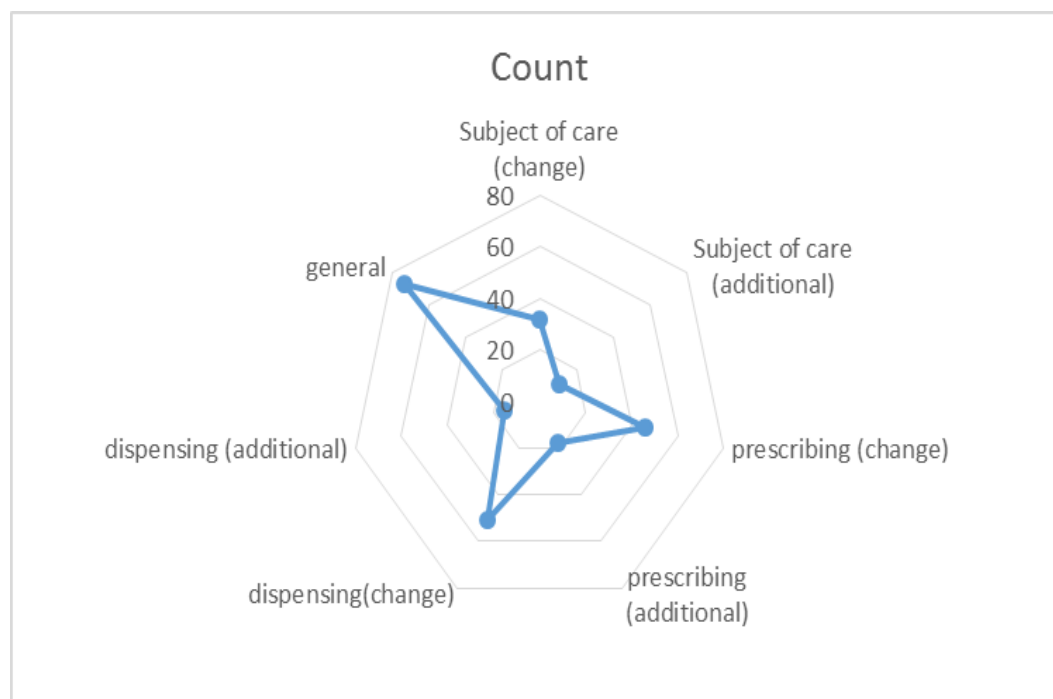 Count
Subject of care
(change)
80
60
40
20
0
Subject of care
(additional)
general
prescribing (change)
dispensing (additional)
prescribing
(additional)
dispensing(change)